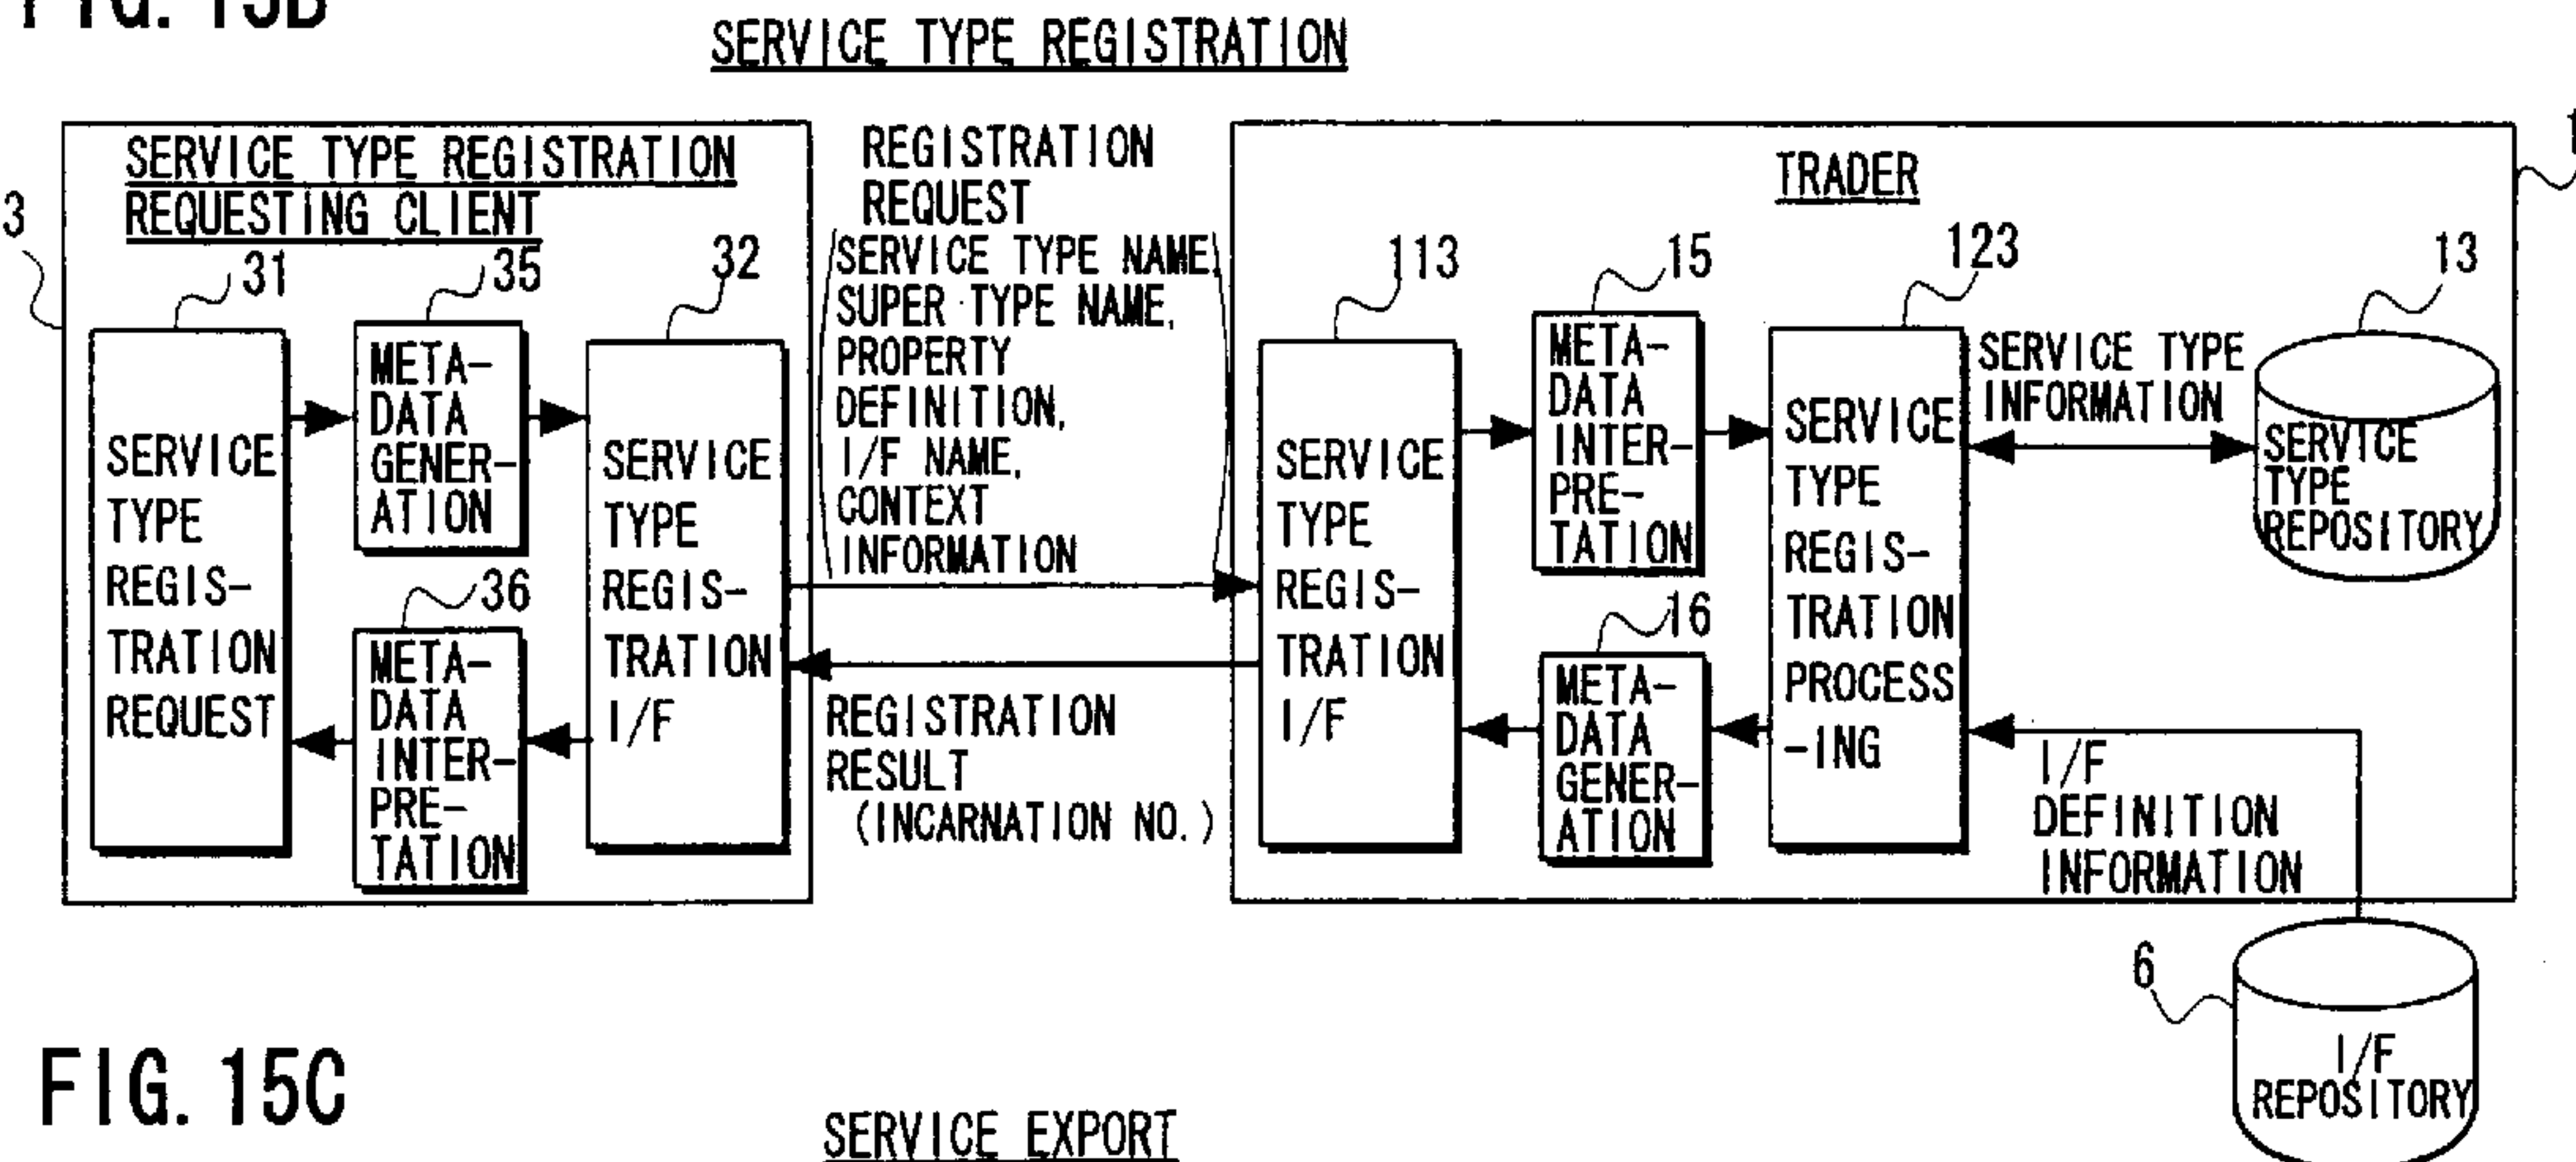 FIG. 15B
SERVICE TYPE REGISTRATION
SERVICE TYPE REGISTRATION
REQUESTING CLIENT
3
31
35
32
SERVICE
TYPE
REGIS-
TRATION
REQUEST
META-
DATA
GENER-
ATION
36
META-
DATA
INTER-
PRE-
TATION
SERVICE
TYPE
REGIS-
TRATION
I/F
REGISTRATION
REQUEST
SERVICE TYPE NAME,
SUPER TYPE NAME,
PROPERTY
DEFINITION,
I/F NAME,
CONTEXT
INFORMATION
REGISTRATION
RESULT
(INCARNATION NO.)
TRADER
1
113
15
123
13
SERVICE
TYPE
REGIS-
TRATION
I/F
META-
DATA
INTER-
PRE-
TATION
16
META-
DATA
GENER-
ATION
SERVICE
TYPE
REGIS-
TRATION
PROCESS
-ING
SERVICE TYPE
INFORMATION
SERVICE
TYPE
REPOSITORY
I/F
DEFINITION
INFORMATION
6
I/F
REPOSITORY
FIG. 15C
SERVICE EXPORT